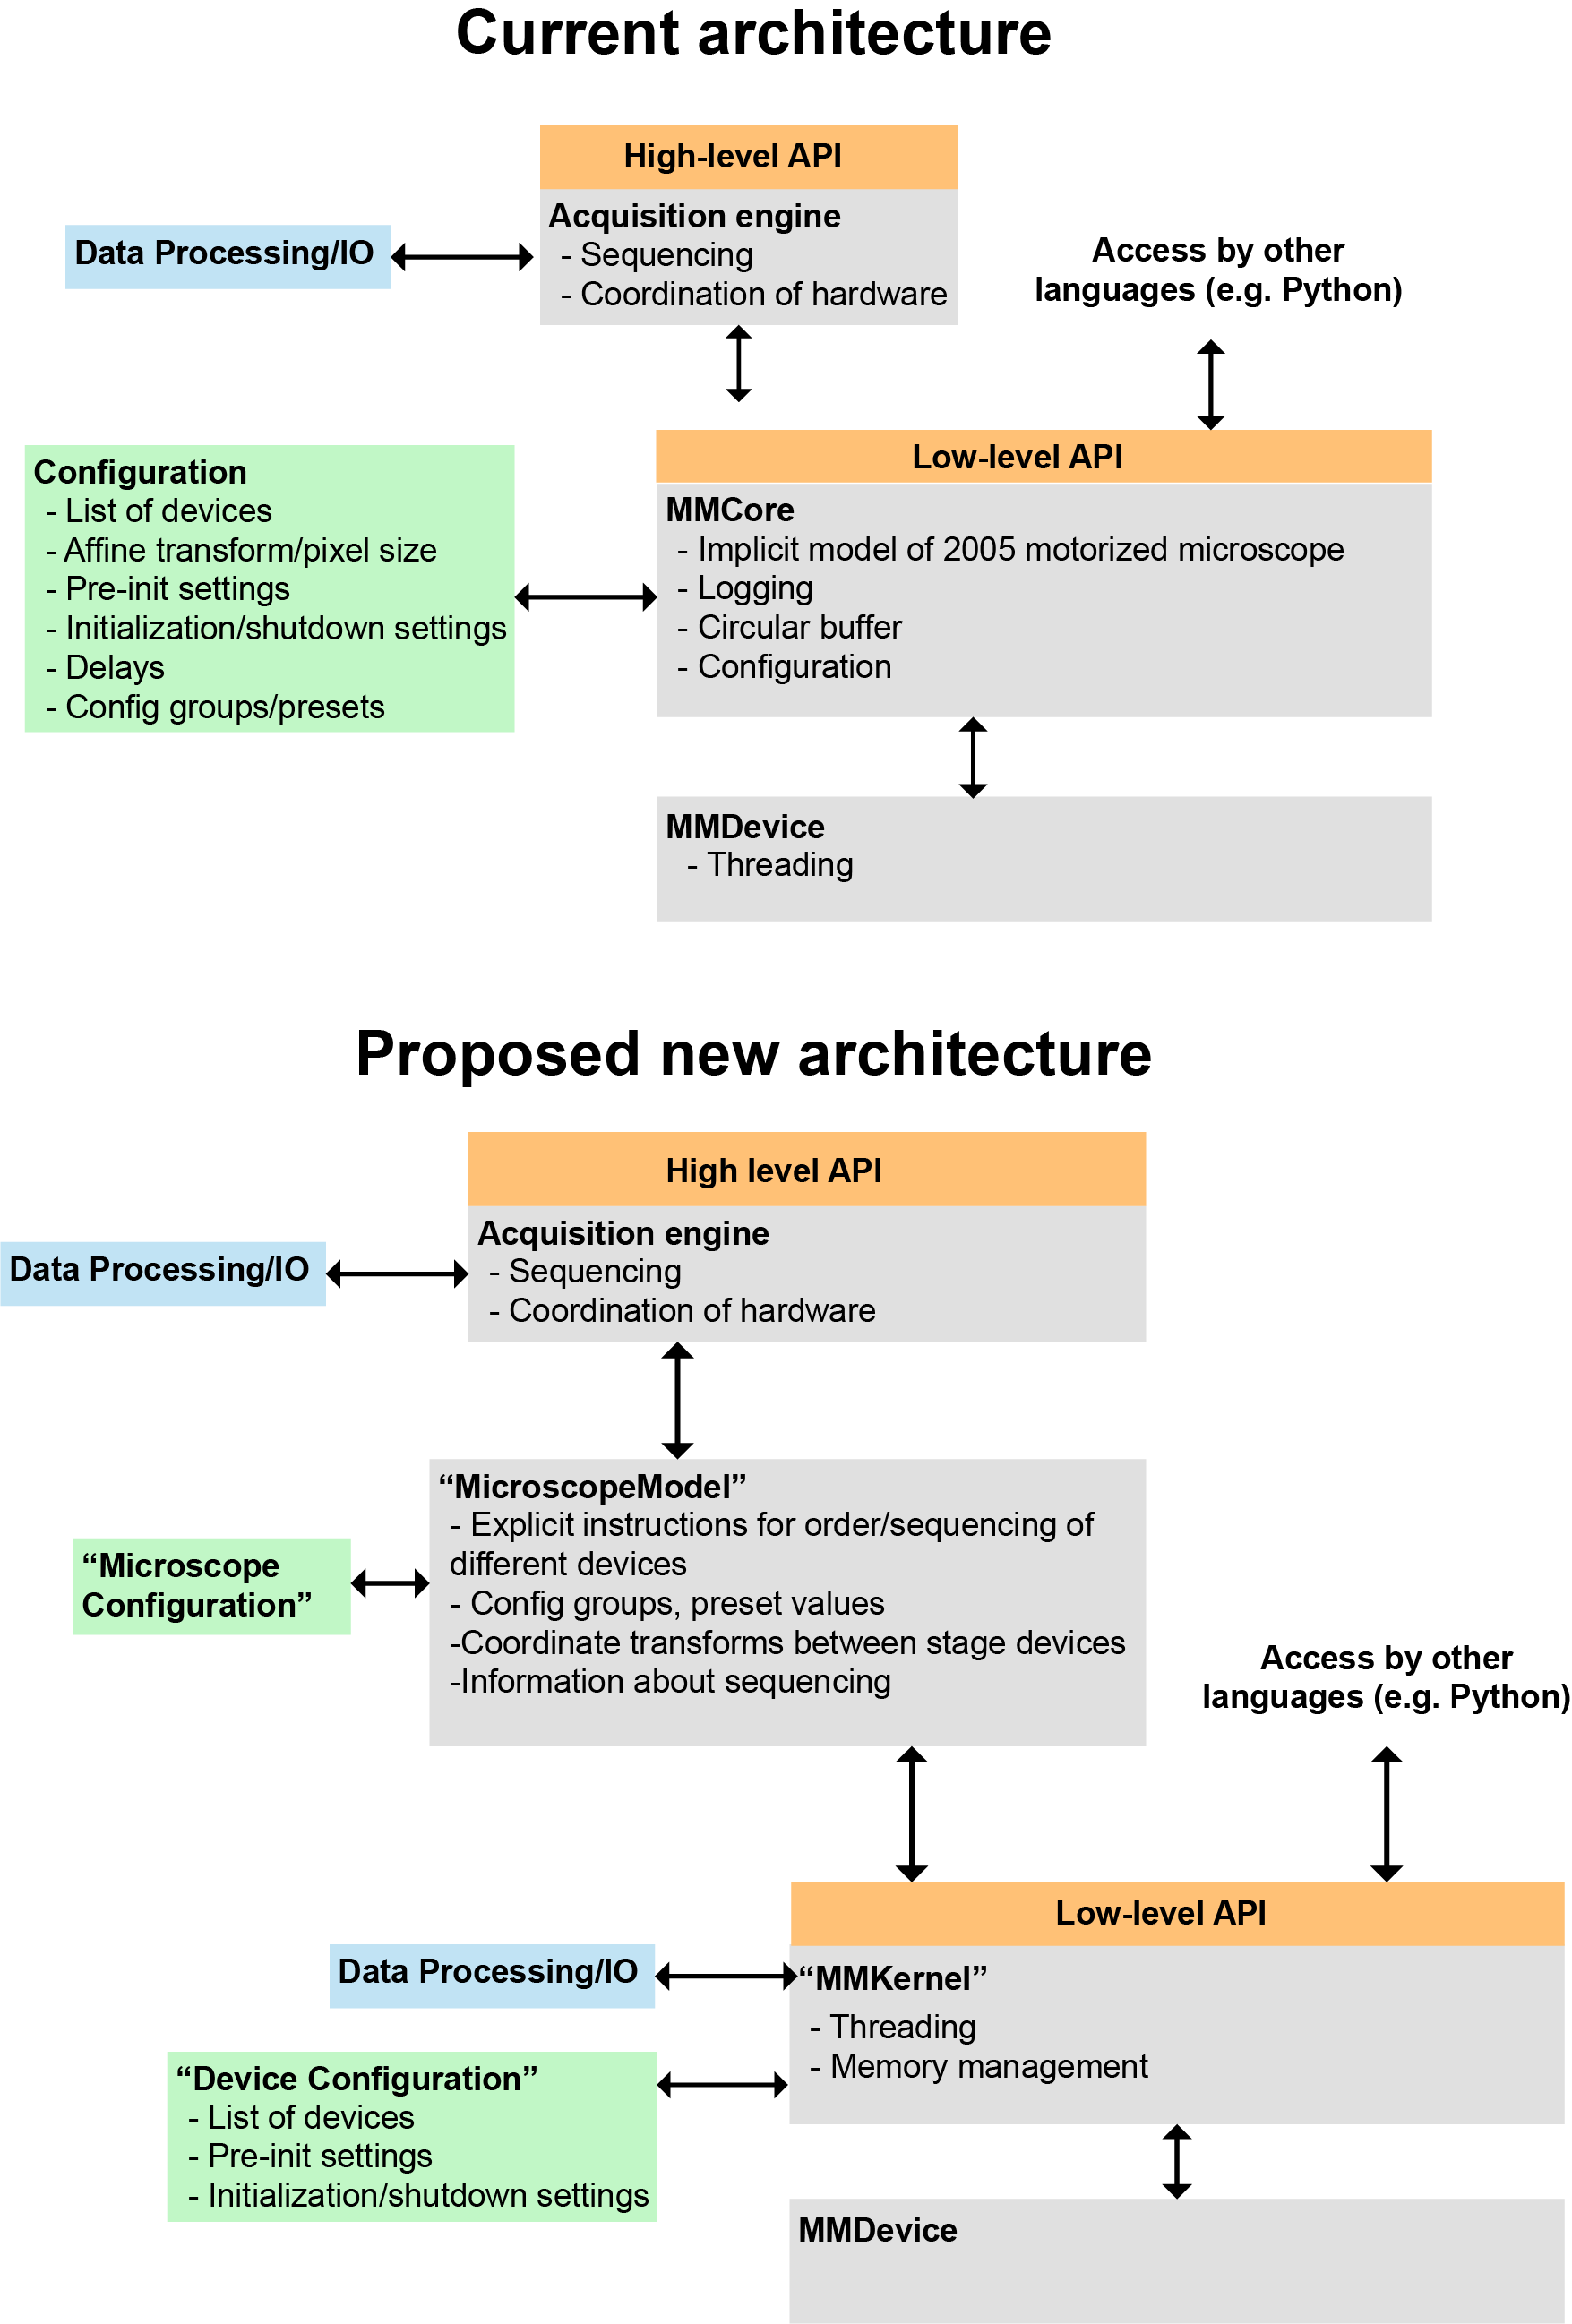 Current architecture
High-level API
Acquisition engine
- Sequencing
- Coordination of hardware
Data Processing/IO
Access by other
languages (e.g. Python)
Configuration
- List of devices
- Affine transform/pixel size
- Pre-init settings
- Initialization/shutdown settings
- Delays
- Config groups/presets
Low-level API
MMCore
- Implicit model of 2005 motorized microscope
- Logging
- Circular buffer
- Configuration
MMDevice
- Threading
Proposed new architecture
High level API
Acquisition engine
- Sequencing
- Coordination of hardware
Data Processing/IO
“MicroscopeModel”
- Explicit instructions for order/sequencing of
different devices
- Config groups, preset values
-Coordinate transforms between stage devices
-Information about sequencing
“Microscope
Configuration”
Access by other
languages (e.g. Python)
Low-level API
“MMKernel”
- Threading
- Memory management
Data Processing/IO
“Device Configuration”
- List of devices
- Pre-init settings
- Initialization/shutdown settings
MMDevice